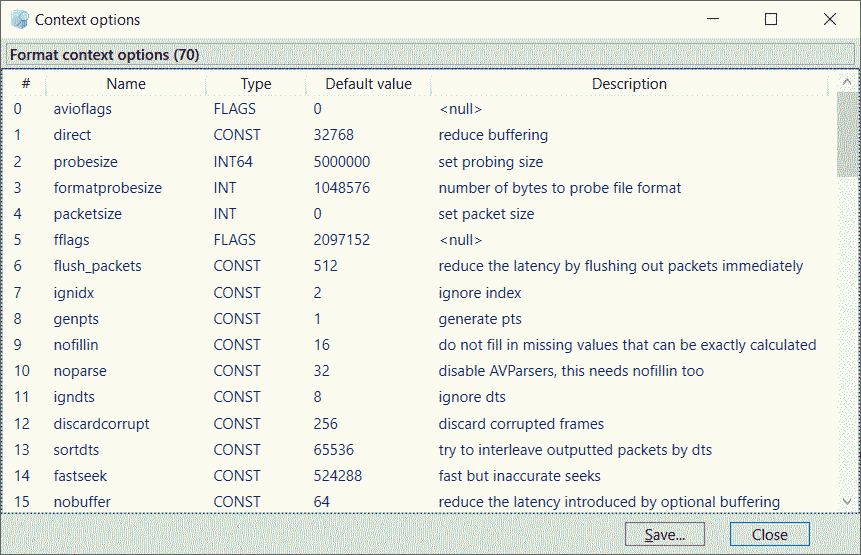 Context options
Format context options (70)
# Name Type Default value Description
0 avioflags FLAGS 0 <null>
1 direct CONST 32768 reduce buffering
2 probesize INT64 5000000 set probing size
3 formatprobesize INT 1048576 number of bytes to probe file format
4 packetsize INT 0 set packet size
5 fflags FLAGS 2097152 <null>
6 flush_packets CONST 512 reduce the latency by flushing out packets immediately
7 ignidx CONST 2 ignore index
8 genpts CONST 1 generate pts
9 nofillin CONST 16 do not fill in missing values that can be exactly calculated
10 noparse CONST 32 disable AVParsers, this needs nofillin too
11 igndts CONST 8 ignore dts
12 discardcorrupt CONST 256 discard corrupted frames
13 sortdts CONST 65536 try to interleave outputted packets by dts
14 fastseek CONST 524288 fast but inaccurate seeks
15 nobuffer CONST 64 reduce the latency introduced by optional buffering
Save... Close